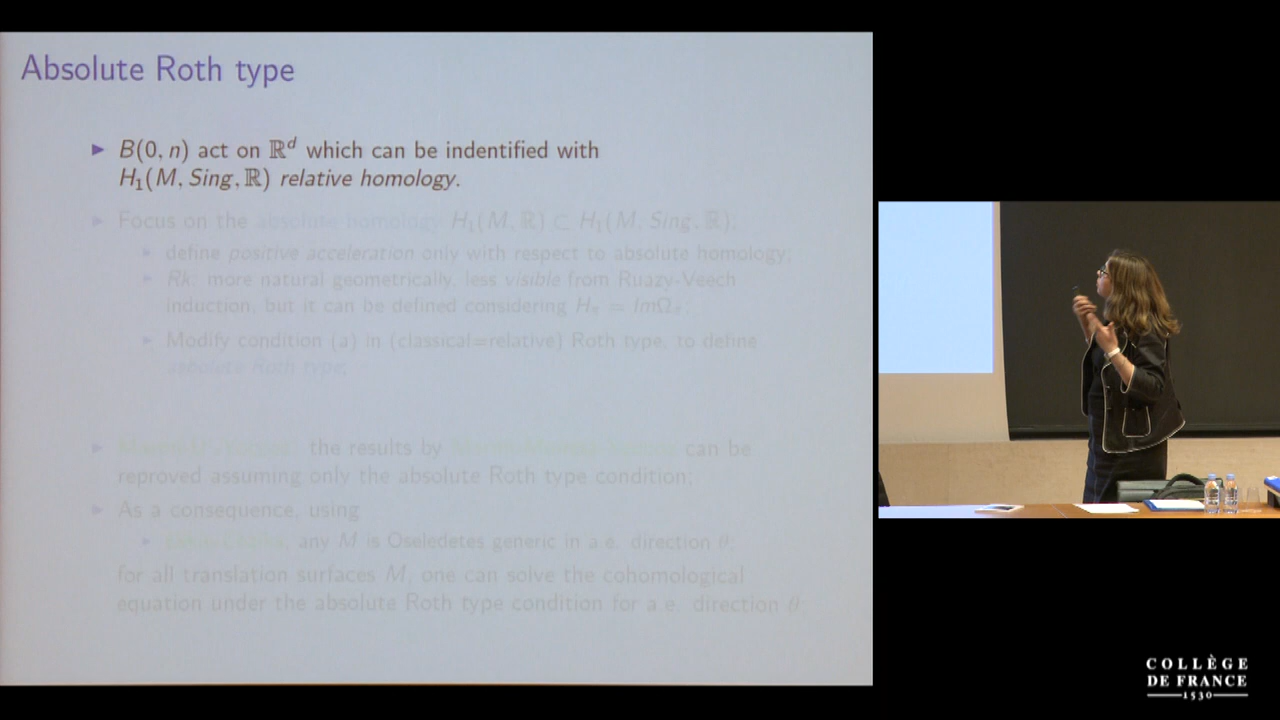 Absolute Roth type
B(0, n) act on ℝᵈ which can be indentified with
H₁(M, Sing, ℝ) relative homology.
Focus on the absolute homology H₁(M, ℝ) ⊂ H₁(M, Sing, ℝ);
define positive acceleration only with respect to absolute homology;
Rk: more natural geometrically, less visible from Ruazy-Veech
induction, but it can be defined considering H_π = ImΩ_π;
Modify condition (a) in (classical=relative) Roth type, to define
the results by can be
reproved assuming only the absolute Roth type condition;
As a consequence, using
any M is Oseledets generic in a.e. direction θ;
for all translation surfaces M, one can solve the cohomological
equation under the absolute Roth type condition for a.e. direction θ;
COLLÈGE
DE FRANCE
1530